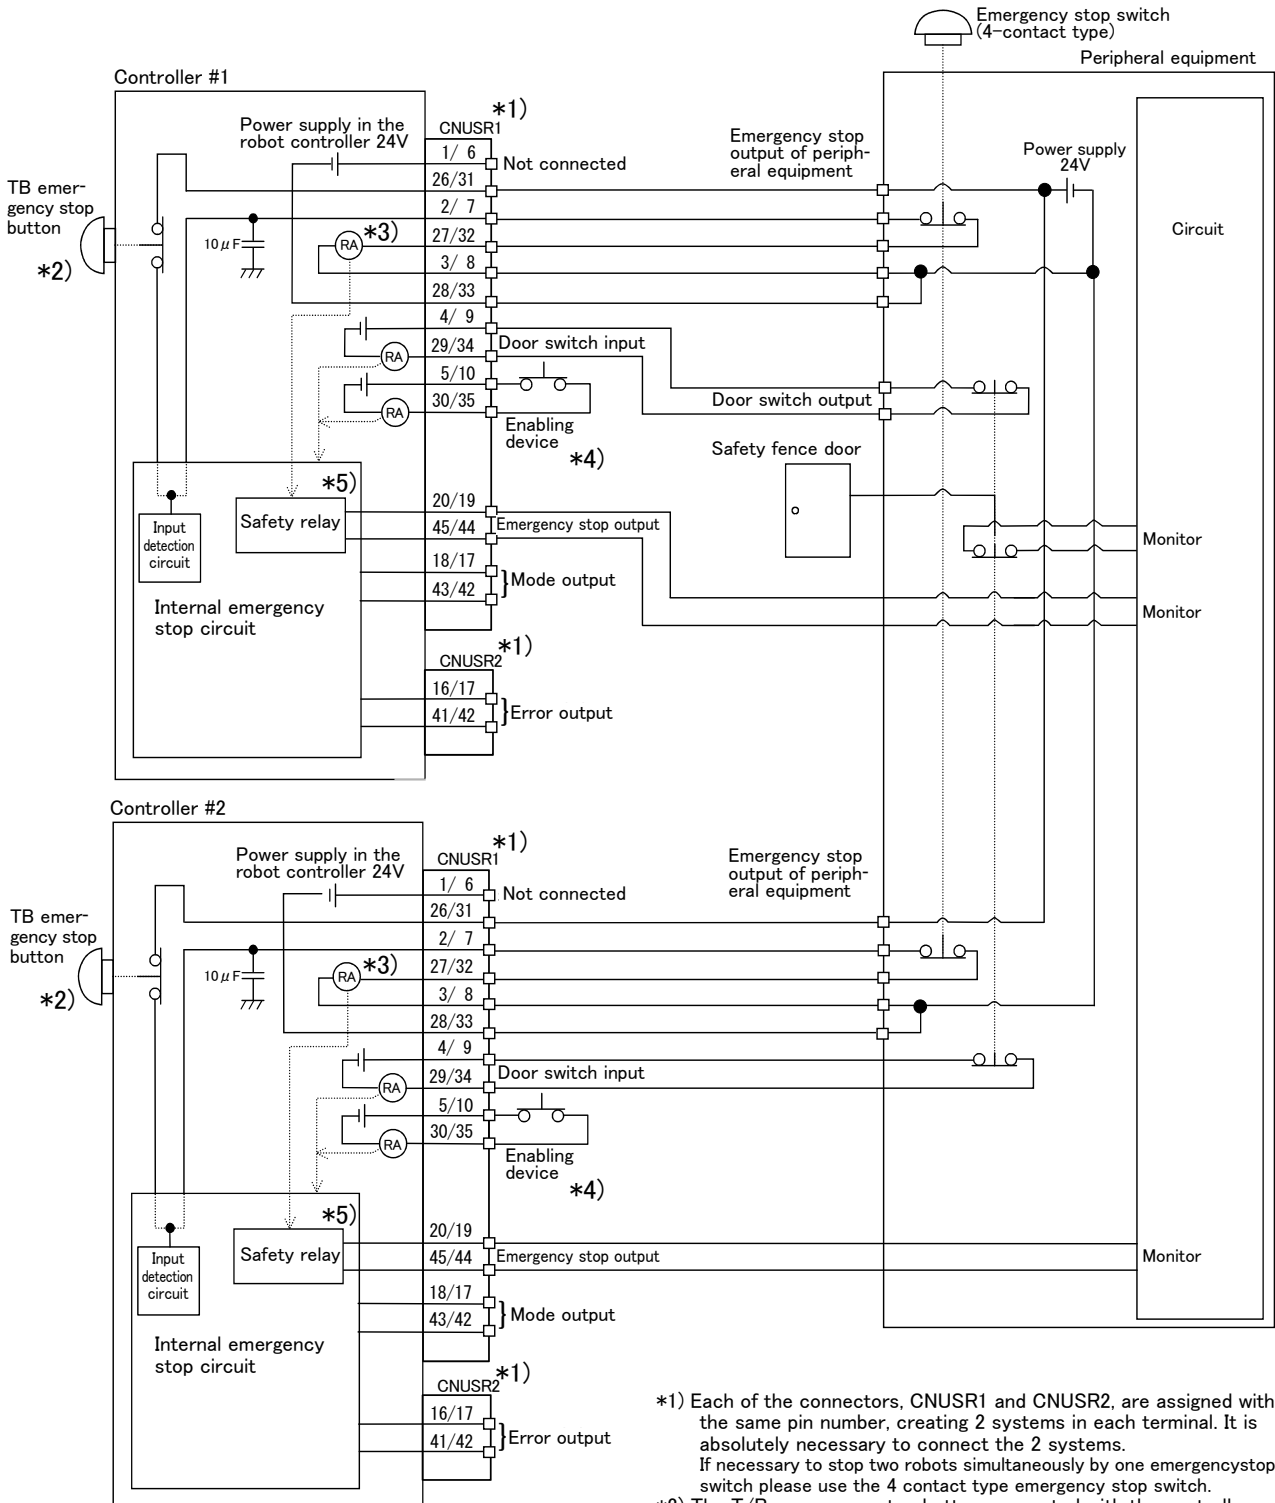 Emergency stop switch
(4-contact type)
Peripheral equipment
Controller #1
*1)
CNUSR1
Power supply in the
robot controller 24V
1/ 6
Not connected
26/31
2/ 7
27/32
3/ 8
28/33
4/ 9
29/34
5/10
30/35
Emergency stop
output of periph-
eral equipment
Power supply
24V
Circuit
TB emer-
gency stop
button
*2)
10μF
RA
*3)
RA
Door switch input
RA
Door switch output
Enabling
device
*4)
Safety fence door
*5)
Safety relay
Input
detection
circuit
20/19
45/44
Emergency stop output
18/17
43/42
Mode output
Internal emergency
stop circuit
Monitor
Monitor
*1)
CNUSR2
16/17
41/42
Error output
Controller #2
*1)
CNUSR1
Power supply in the
robot controller 24V
1/ 6
Not connected
26/31
2/ 7
27/32
3/ 8
28/33
4/ 9
29/34
5/10
30/35
Emergency stop
output of periph-
eral equipment
TB emer-
gency stop
button
*2)
10μF
RA
*3)
RA
Door switch input
RA
Enabling
device
*4)
*5)
Safety relay
Input
detection
circuit
20/19
45/44
Emergency stop output
18/17
43/42
Mode output
Internal emergency
stop circuit
Monitor
*1)
CNUSR2
16/17
41/42
Error output
*1) Each of the connectors, CNUSR1 and CNUSR2, are assigned with
the same pin number, creating 2 systems in each terminal. It is
absolutely necessary to connect the 2 systems.
If necessary to stop two robots simultaneously by one emergencystop
switch please use the 4 contact type emergency stop switch.